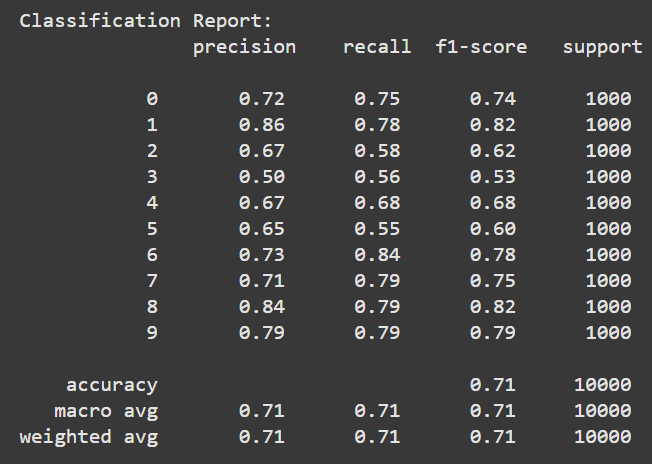 Classification Report:
precision recall f1-score support
0 0.72 0.75 0.74 1000
1 0.86 0.78 0.82 1000
2 0.67 0.58 0.62 1000
3 0.50 0.56 0.53 1000
4 0.67 0.68 0.68 1000
5 0.65 0.55 0.60 1000
6 0.73 0.84 0.78 1000
7 0.71 0.79 0.75 1000
8 0.84 0.79 0.82 1000
9 0.79 0.79 0.79 1000
accuracy 0.71 10000
macro avg 0.71 0.71 0.71 10000
weighted avg 0.71 0.71 0.71 10000